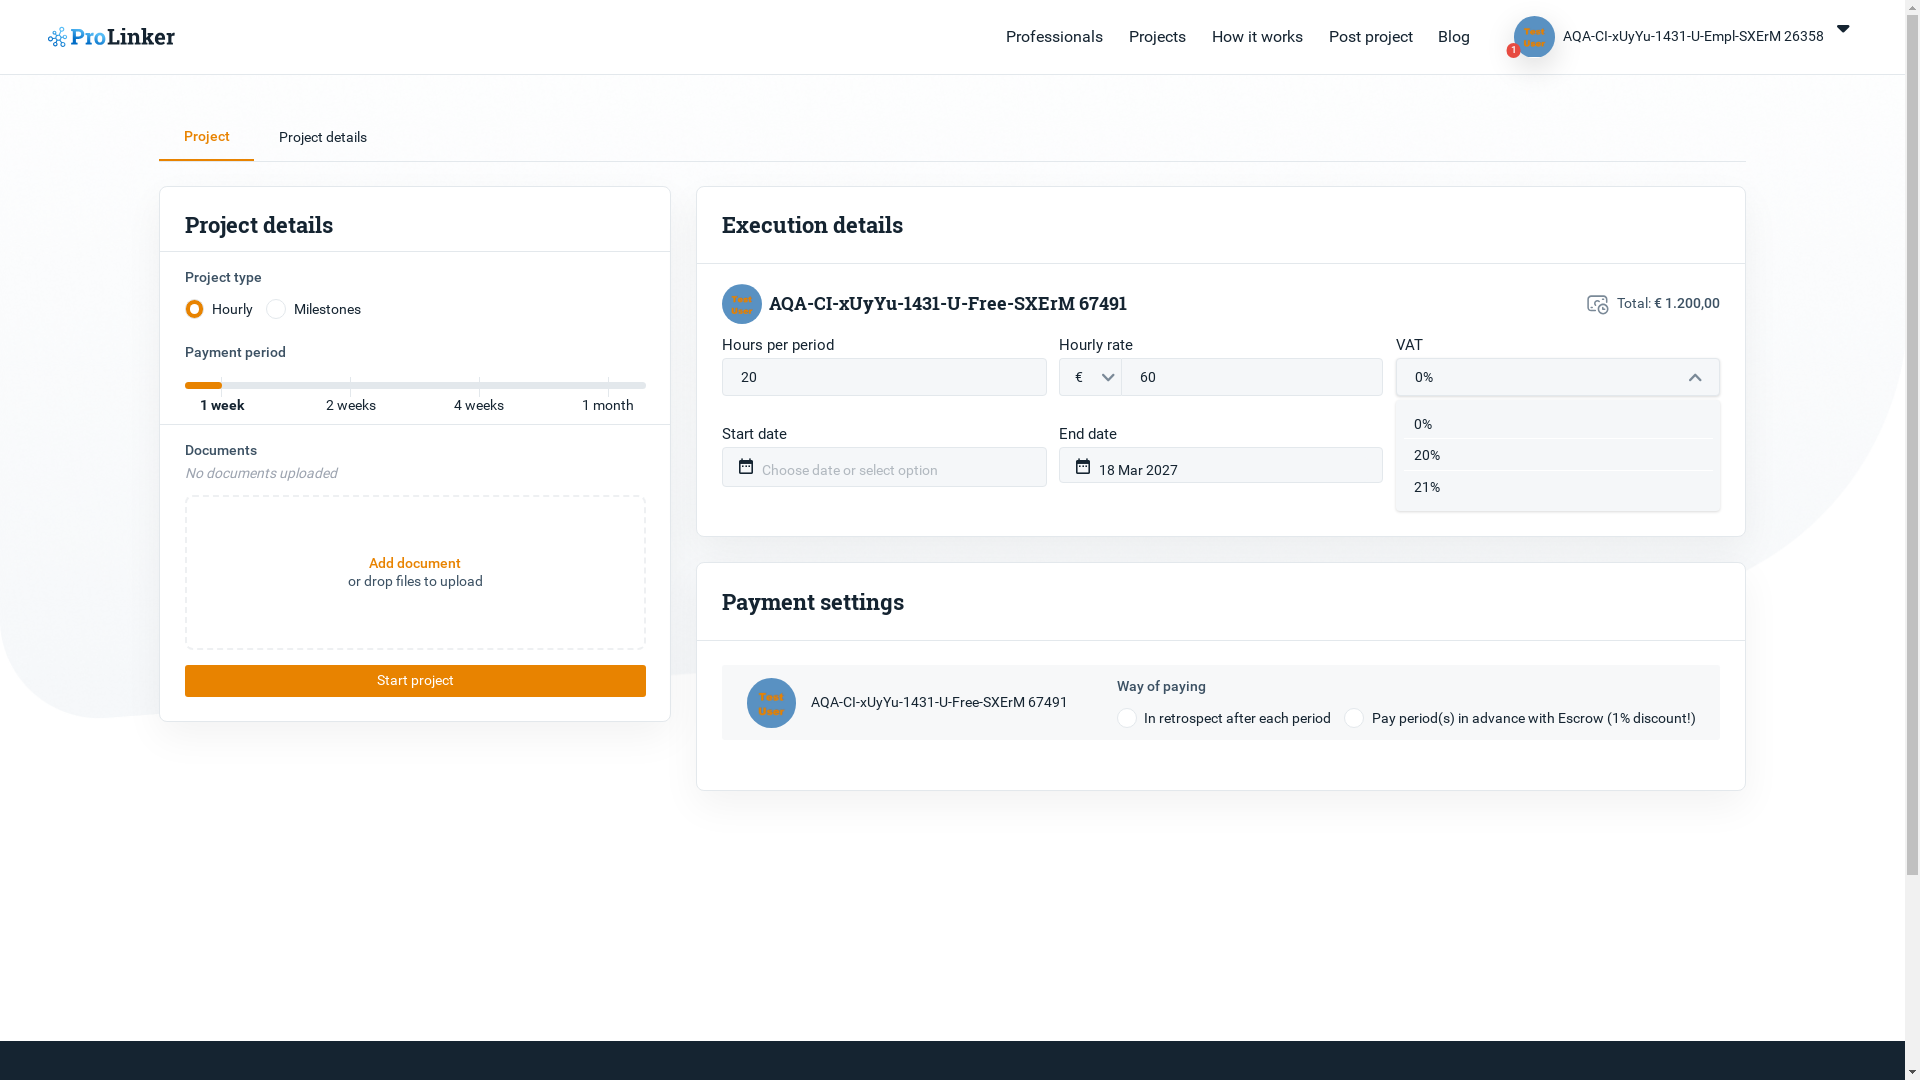 ProLinker
Professionals
Projects
How it works
Post project
Blog
Test
User
1
AQA-CI-xUyYu-1431-U-Empl-SXErM 26358
Project
Project details
Project details
Project type
Hourly
Milestones
Payment period
1 week
2 weeks
4 weeks
1 month
Documents
No documents uploaded
Add document
or drop files to upload
Start project
Execution details
Test
User
AQA-CI-xUyYu-1431-U-Free-SXErM 67491
Total: € 1.200,00
Hours per period
Hourly rate
VAT
20
€
60
0%
0%
20%
21%
Start date
End date
Choose date or select option
18 Mar 2027
Payment settings
Test
User
AQA-CI-xUyYu-1431-U-Free-SXErM 67491
Way of paying
In retrospect after each period
Pay period(s) in advance with Escrow (1% discount!)